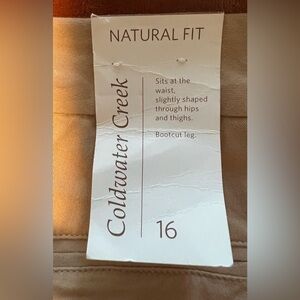 NATURAL FIT
Coldwater Creek
Sits at the
waist,
slightly shaped
through hips
and thighs.
Bootcut leg.
16